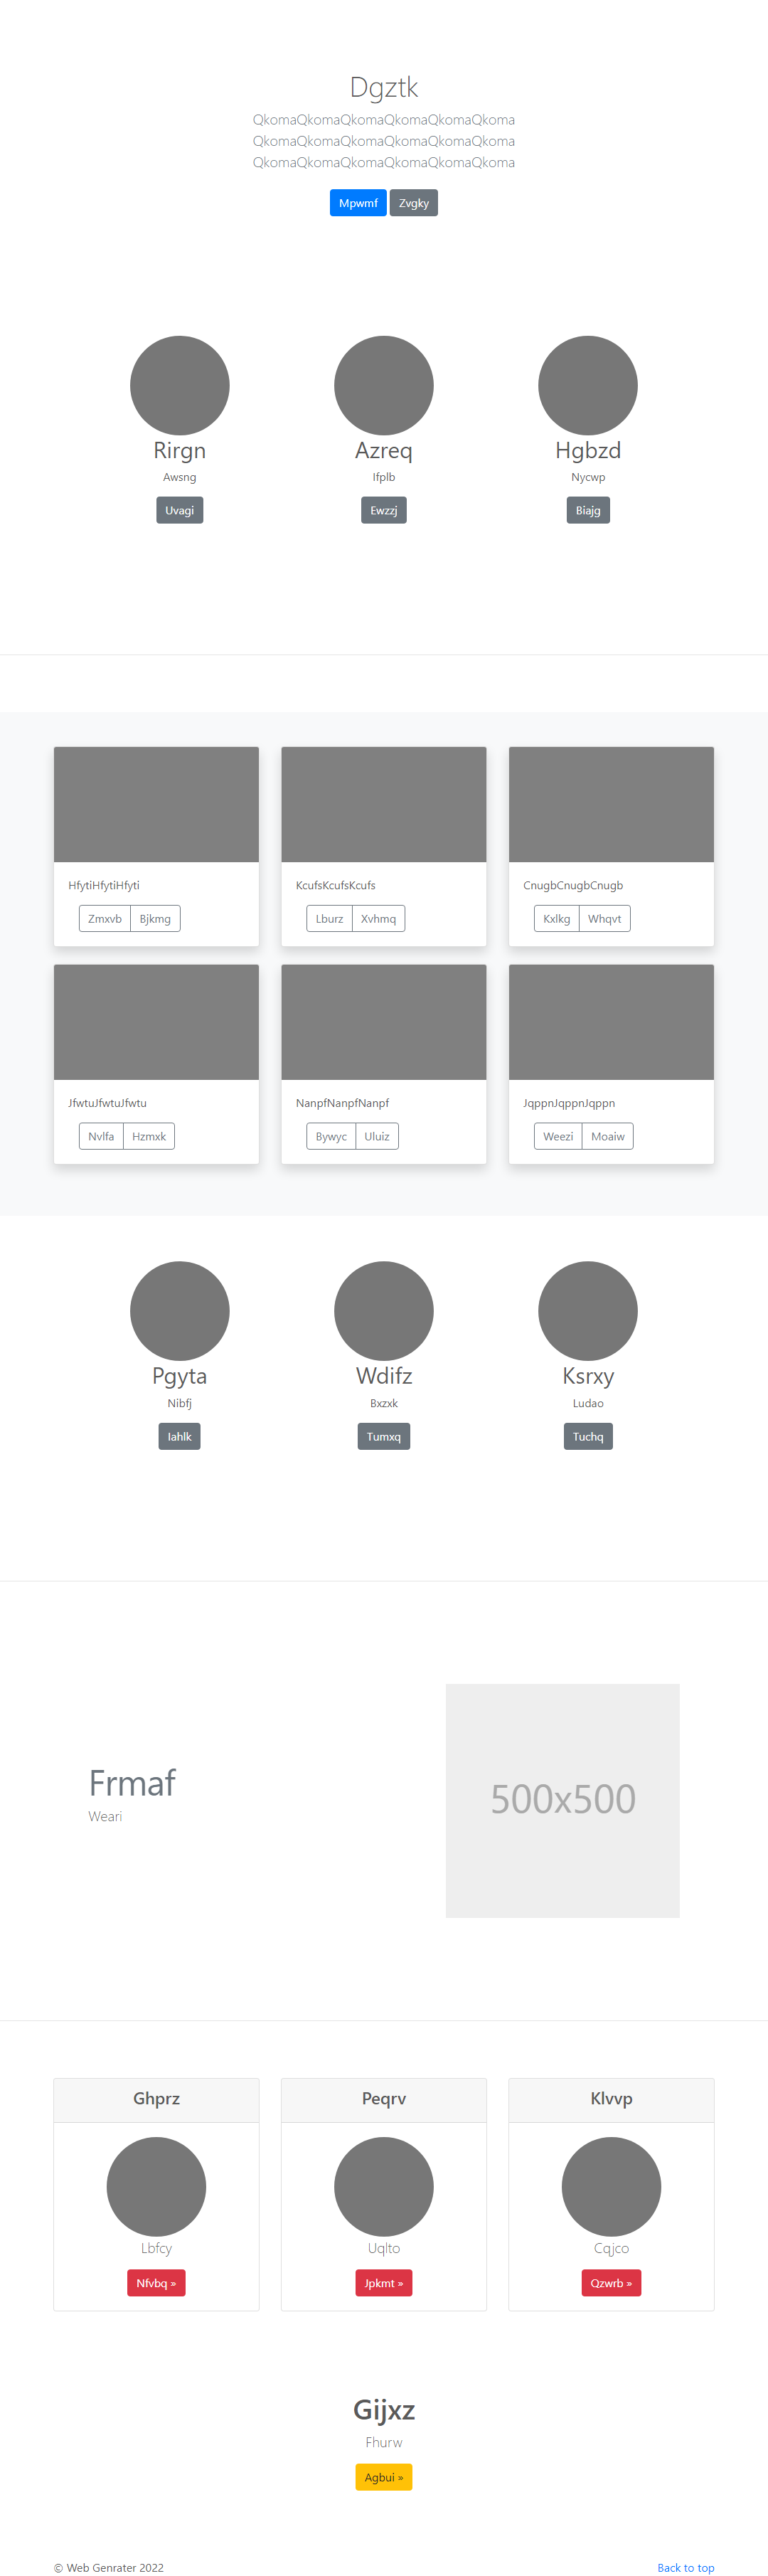 Dgztk
QkomaQkomaQkomaQkomaQkomaQkoma
QkomaQkomaQkomaQkomaQkomaQkoma
QkomaQkomaQkomaQkomaQkomaQkoma
Mpwmf Zvgky
Rirgn Azreq Hgbzd
Awsng Ifplb Nycwp
Uvagi Ewzzj Biajg
HfytiHfytiHfyti KcufsKcufsKcufs CnugbCnugbCnugb
Zmxvb Bjkmg Lburz Xvhmq Kxlkg Whqvt
JfwtuJfwtuJfwtu NanpfNanpfNanpf JqppnJqppnJqppn
Nvlfa Hzmxk Bywyc Uluiz Weezi Moaiw
Pgyta Wdifz Ksrxy
Nibfj Bxzxk Ludao
Iahlk Tumxq Tuchq
Frmaf
Weari
500x500
Ghprz Peqrv Klvvp
Lbfcy Uqlto Cqjco
Nfvbq » Jpkmt » Qzwrb »
Gijxz
Fhurw
Agbui »
© Web Genrater 2022 Back to top